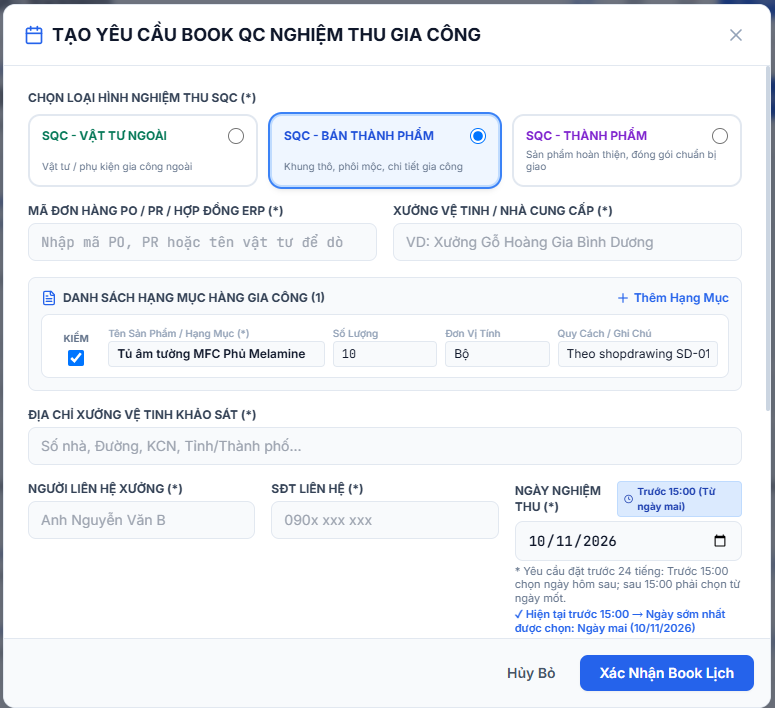 TẠO YÊU CẦU BOOK QC NGHIỆM THU GIA CÔNG
CHỌN LOẠI HÌNH NGHIỆM THU SQC (*)
SQC - VẬT TƯ NGOÀI
Vật tư / phụ kiện gia công ngoài
SQC - BÁN THÀNH PHẨM
Khung thô, phôi mộc, chi tiết gia công
SQC - THÀNH PHẨM
Sản phẩm hoàn thiện, đóng gói chuẩn bị
giao
MÃ ĐƠN HÀNG PO / PR / HỢP ĐỒNG ERP (*)
Nhập mã PO, PR hoặc tên vật tư để dò
XƯỞNG VỆ TINH / NHÀ CUNG CẤP (*)
VD: Xưởng Gỗ Hoàng Gia Bình Dương
DANH SÁCH HẠNG MỤC HÀNG GIA CÔNG (1)
+ Thêm Hạng Mục
KIỂM
Tên Sản Phẩm / Hạng Mục (*)
Tủ âm tường MFC Phủ Melamine
Số Lượng
10
Đơn Vị Tính
Bộ
Quy Cách / Ghi Chú
Theo shopdrawing SD-01
ĐỊA CHỈ XƯỞNG VỆ TINH KHẢO SÁT (*)
Số nhà, Đường, KCN, Tỉnh/Thành phố...
NGƯỜI LIÊN HỆ XƯỞNG (*)
Anh Nguyễn Văn B
SĐT LIÊN HỆ (*)
090x xxx xxx
NGÀY NGHIỆM
THU (*)
Trước 15:00 (Từ
ngày mai)
10/11/2026
* Yêu cầu đặt trước 24 tiếng: Trước 15:00
chọn ngày hôm sau; sau 15:00 phải chọn từ
ngày mốt.
✓ Hiện tại trước 15:00 → Ngày sớm nhất
được chọn: Ngày mai (10/11/2026)
Hủy Bỏ
Xác Nhận Book Lịch